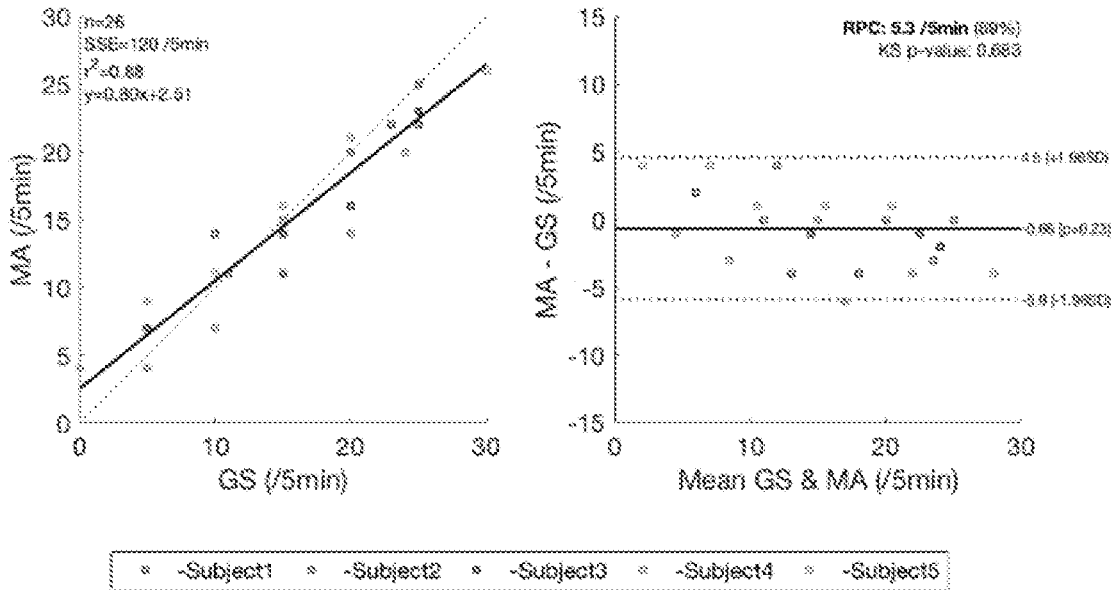 n=26
SSE=120 /5min
r²=0.88
y=0.80x+2.51
30
25
20
15
10
5
0
MA (/5min)
0
10
20
30
GS (/5min)
RPC: 5.3 /5min
KS p-value: 0.683
15
10
5
0
-5
-10
-15
MA - GS (/5min)
0
10
20
30
Mean GS & MA (/5min)
-Subject1
-Subject2
-Subject3
-Subject4
-Subject5